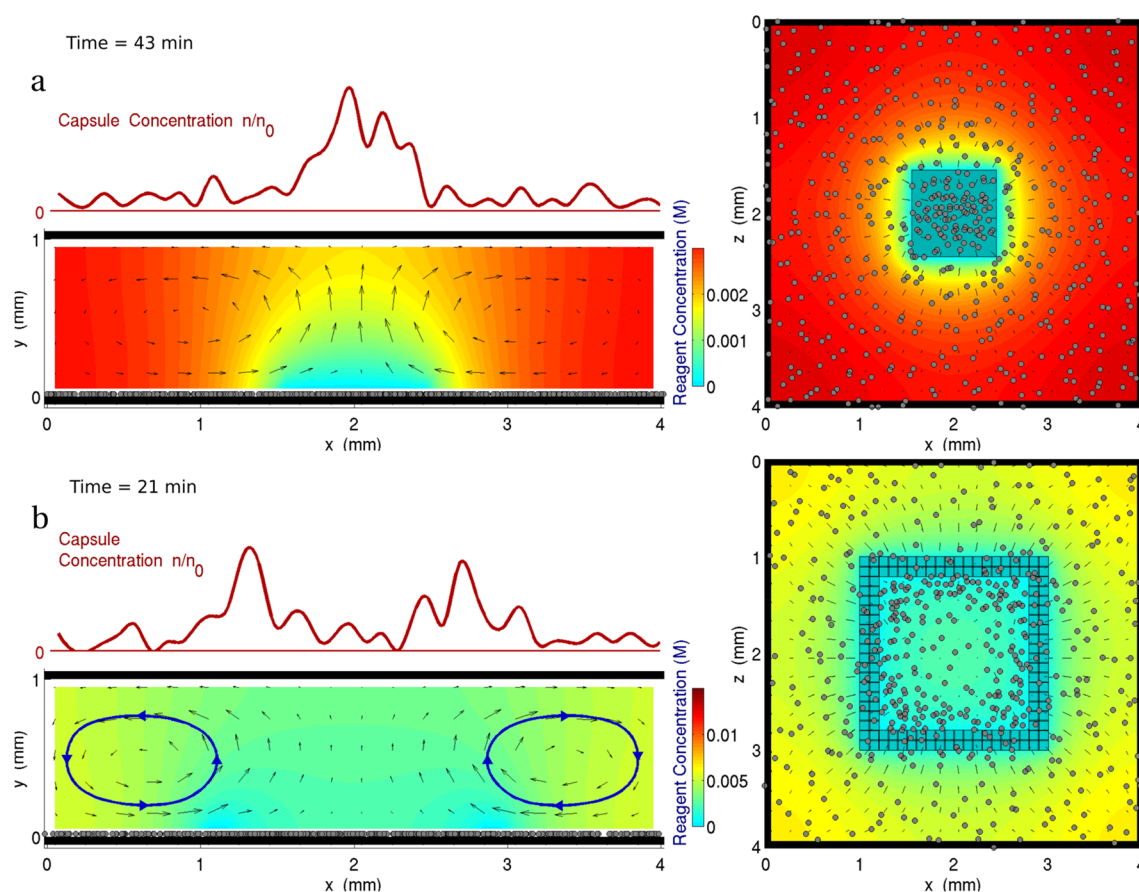 Time = 43 min
a
Capsule Concentration n/n0
0
1
y (mm)
0
0 1 2 3 4
x (mm)
Reagent Concentration (M)
0.002
0.001
0
0
1
z (mm)
2
3
4
0 1 2 3 4
x (mm)
Time = 21 min
b
Capsule
Concentration n/n0
0
1
y (mm)
0
0 1 2 3 4
x (mm)
Reagent Concentration (M)
0.01
0.005
0
0
1
z (mm)
2
3
4
0 1 2 3 4
x (mm)